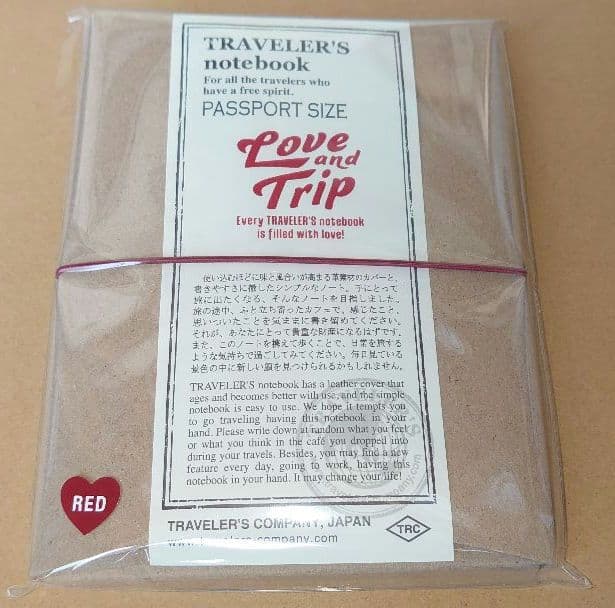 TRAVELER'S
notebook
For all the travelers who
have a free spirit.
PASSPORT SIZE
Love
and
Trip
Every TRAVELER'S notebook
is filled with love!
使い込むほどに味と風合いが高まる革素材のカバーと、
書きやすさに徹したシンプルなノート。手にとって
旅に出たくなる、そんなノートを目指しました。
旅の途中、ふと立ち寄ったカフェで、感じたこと、
思いついたことを気ままに書き留めてください。
それが、あなたにとって貴重な財産になるはずです。
また、このノートを携えて歩くことで、日常を旅する
ような気持ちで過ごしてみてください。毎日見ている
景色の中に新しい顔を見つけられるかもしれません。
TRAVELER'S notebook has a leather cover that
ages and becomes better with use, and the simple
notebook is easy to use. We hope it tempts you
to go traveling having this notebook in your
hand. Please write down at random what you feel
or what you think in the café you dropped into
during your travels. Besides, you may find a new
feature every day, going to work, having this
notebook in your hand. It may change your life!
RED
TRAVELER'S COMPANY, JAPAN
www.travelers-company.com
TRC